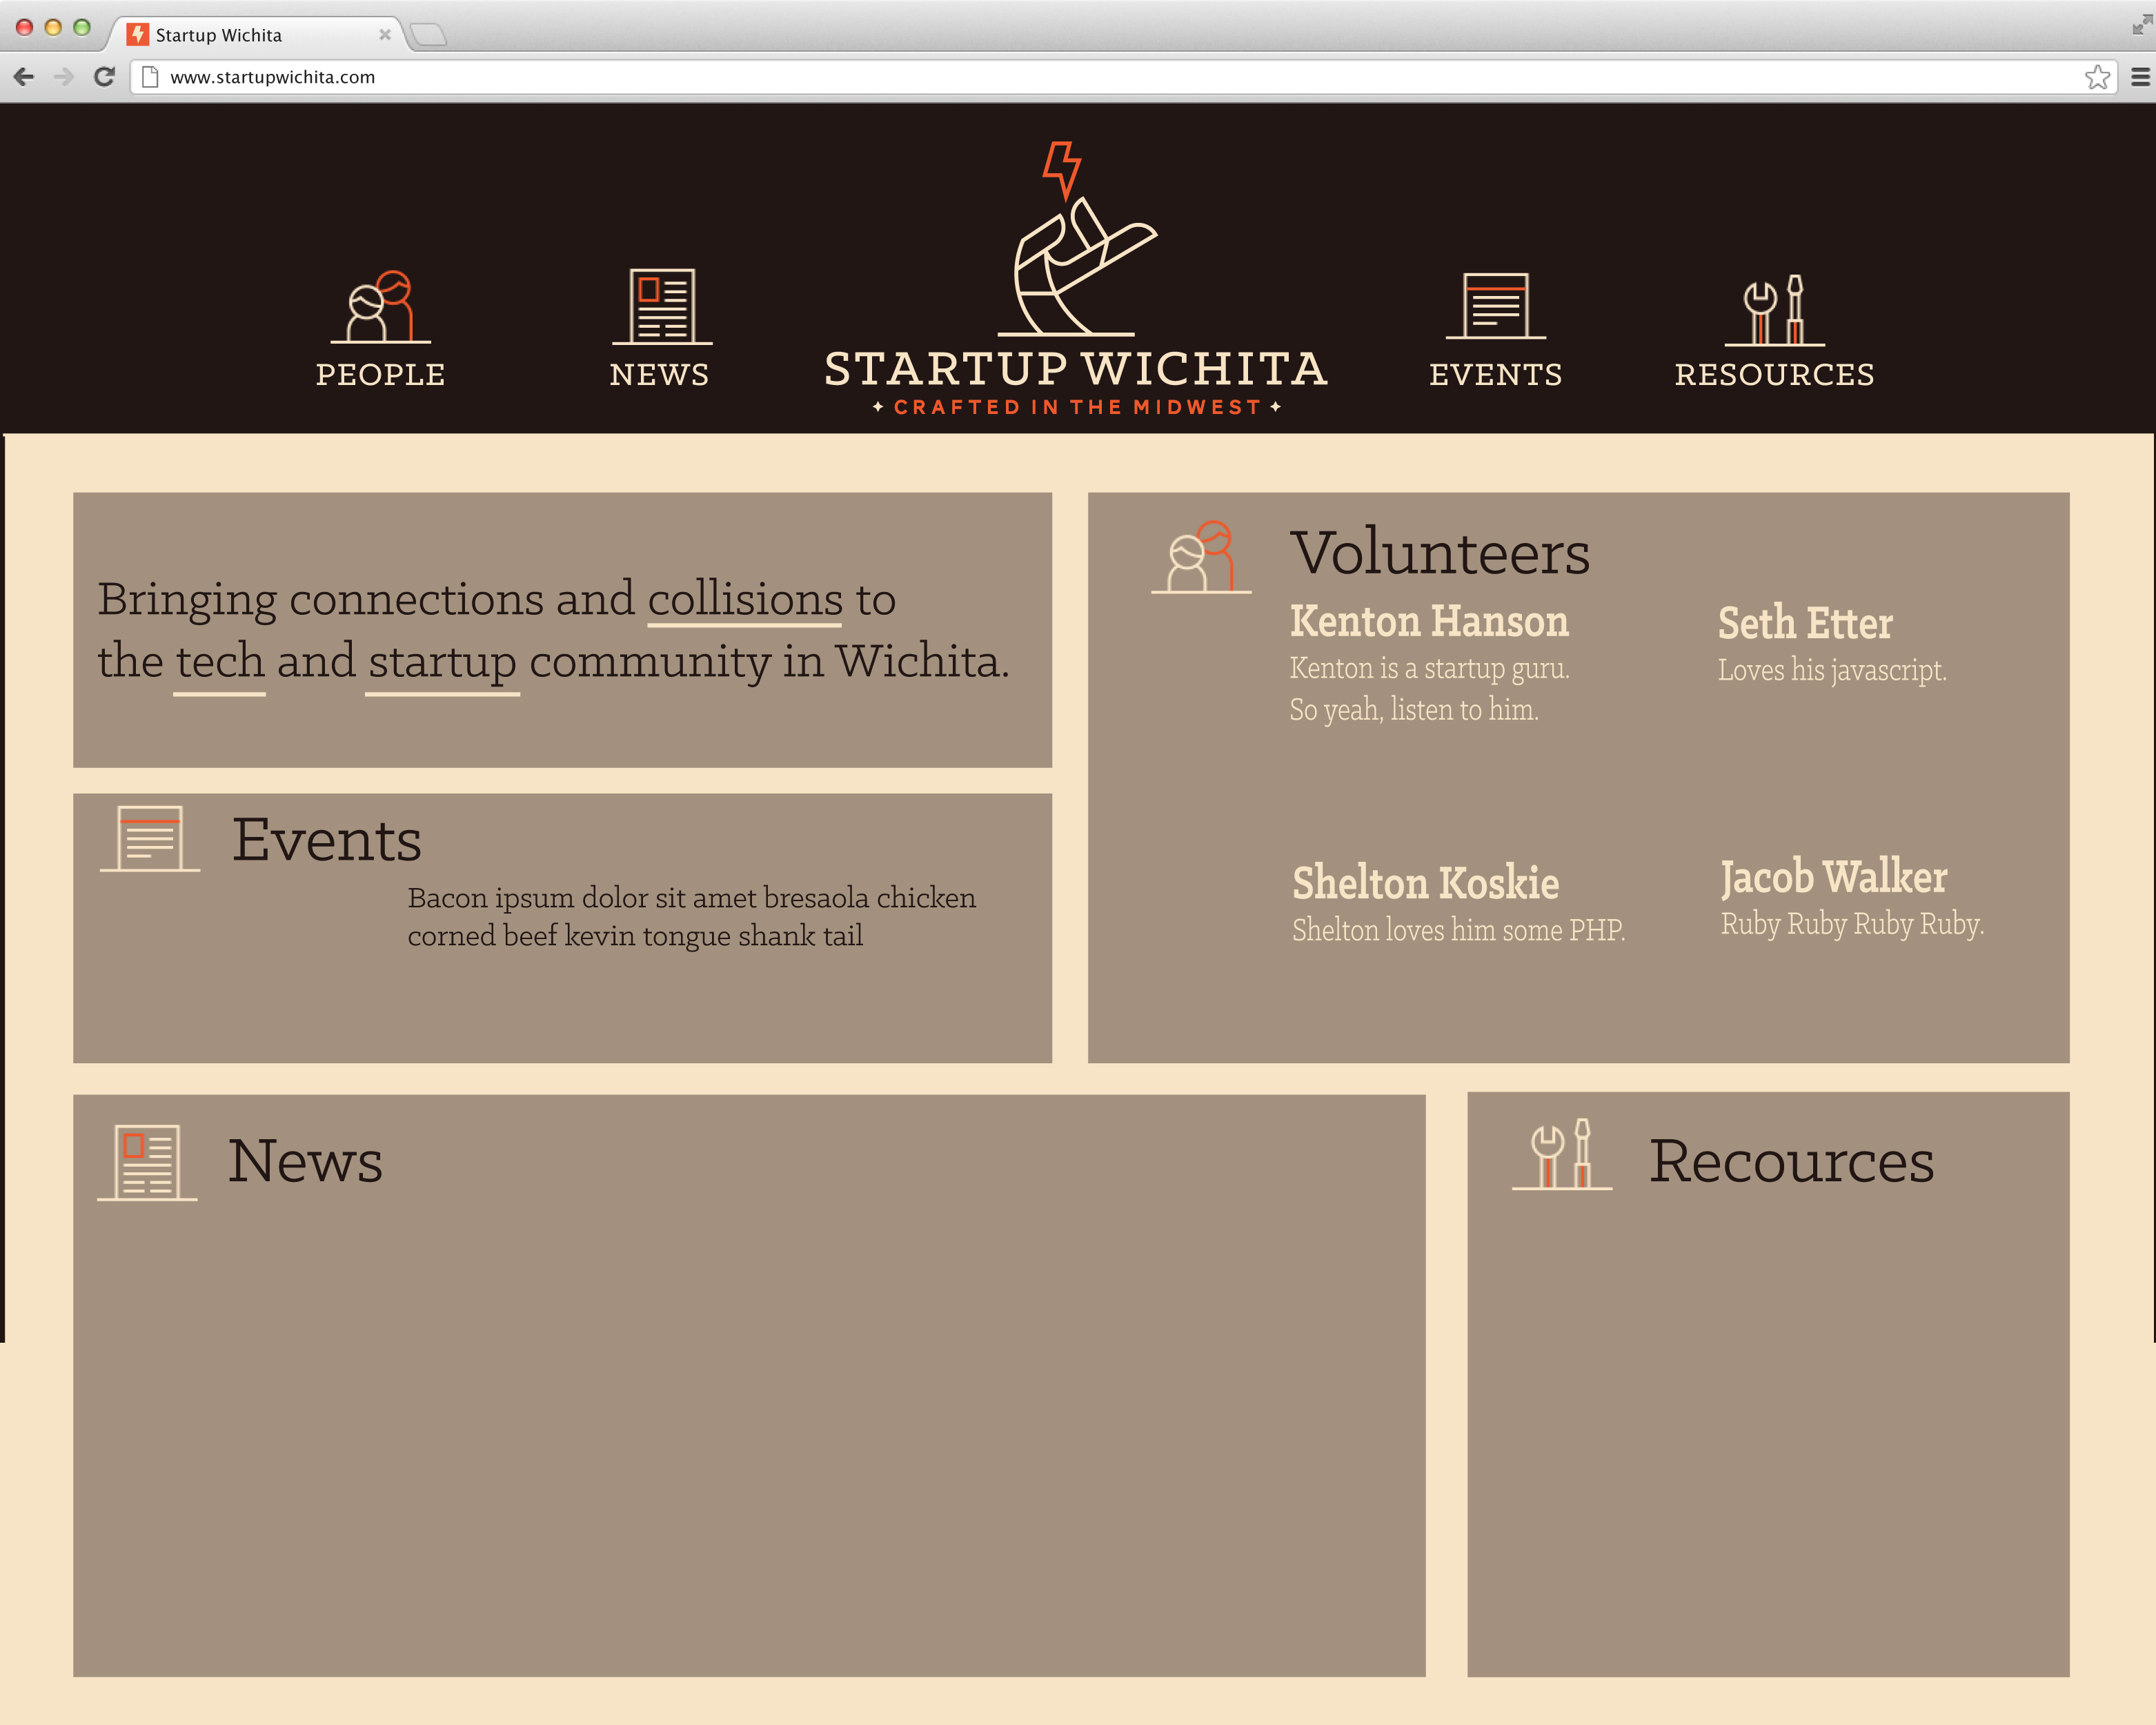 Startup Wichita
www.startupwichita.com
PEOPLE
NEWS
STARTUP WICHITA
CRAFTED IN THE MIDWEST
EVENTS
RESOURCES
Bringing connections and collisions to
the tech and startup community in Wichita.
Volunteers
Kenton Hanson
Kenton is a startup guru.
So yeah, listen to him.
Seth Etter
Loves his javascript.
Shelton Koskie
Shelton loves him some PHP.
Jacob Walker
Ruby Ruby Ruby Ruby.
Events
Bacon ipsum dolor sit amet bresaola chicken
corned beef kevin tongue shank tail
News
Recources